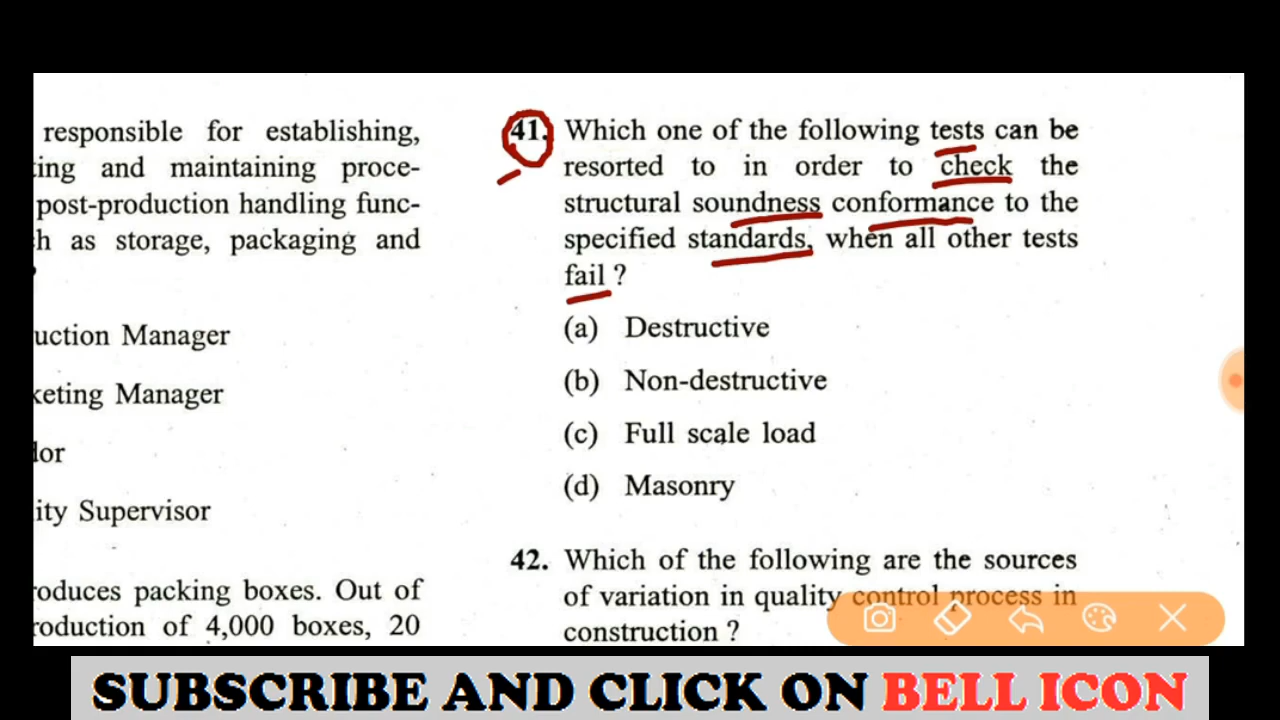 responsible for establishing,
ing and maintaining proce-
post-production handling func-
h as storage, packaging and
?
uction Manager
keting Manager
lor
ity Supervisor
roduces packing boxes. Out of
roduction of 4,000 boxes, 20
41. Which one of the following tests can be
resorted to in order to check the
structural soundness conformance to the
specified standards, when all other tests
fail ?
(a) Destructive
(b) Non-destructive
(c) Full scale load
(d) Masonry
42. Which of the following are the sources
of variation in quality control process in
construction ?
SUBSCRIBE AND CLICK ON BELL ICON